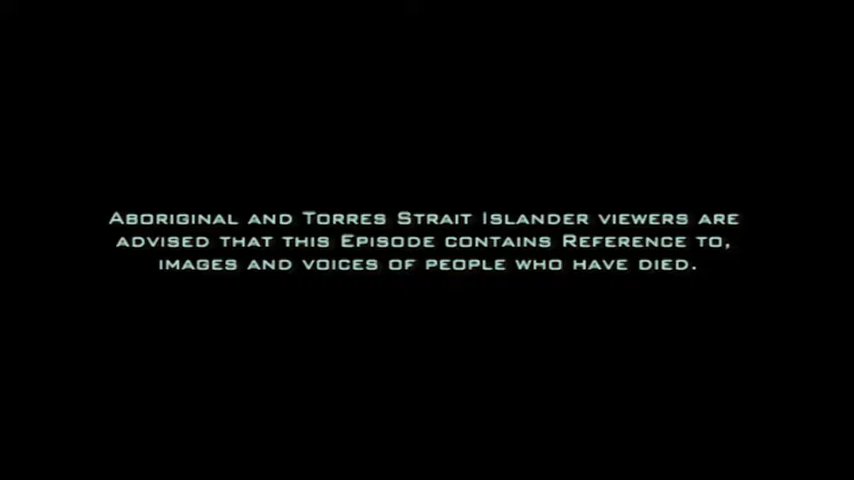 Aboriginal and Torres Strait Islander viewers are
advised that this Episode contains Reference to,
images and voices of people who have died.